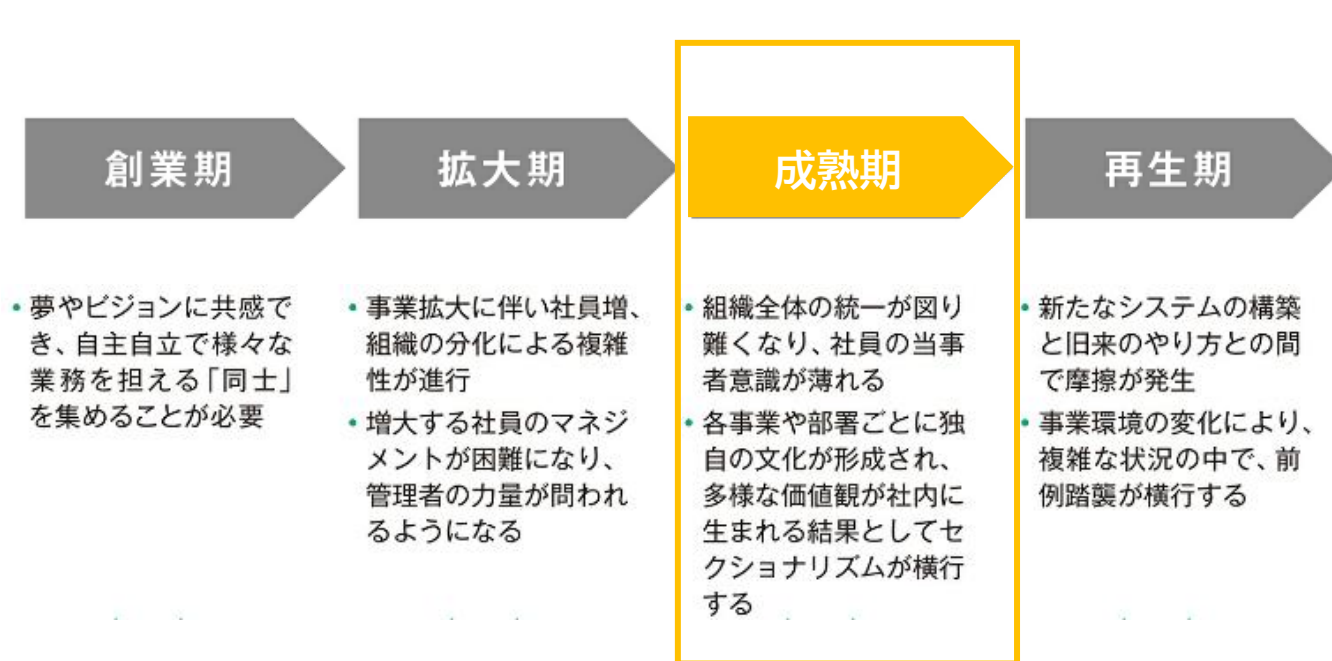 創業期
拡大期
成熟期
再生期
・夢やビジョンに共感で
き、自主自立で様々な
業務を担える「同士」
を集めることが必要
・事業拡大に伴い社員増、
組織の分化による複雑
性が進行
・増大する社員のマネジ
メントが困難になり、
管理者の力量が問われ
るようになる
・組織全体の統一が図り
難くなり、社員の当事
者意識が薄れる
・各事業や部署ごとに独
自の文化が形成され、
多様な価値観が社内に
生まれる結果としてセ
クショナリズムが横行
する
・新たなシステムの構築
と旧来のやり方との間
で摩擦が発生
・事業環境の変化により、
複雑な状況の中で、前
例踏襲が横行する